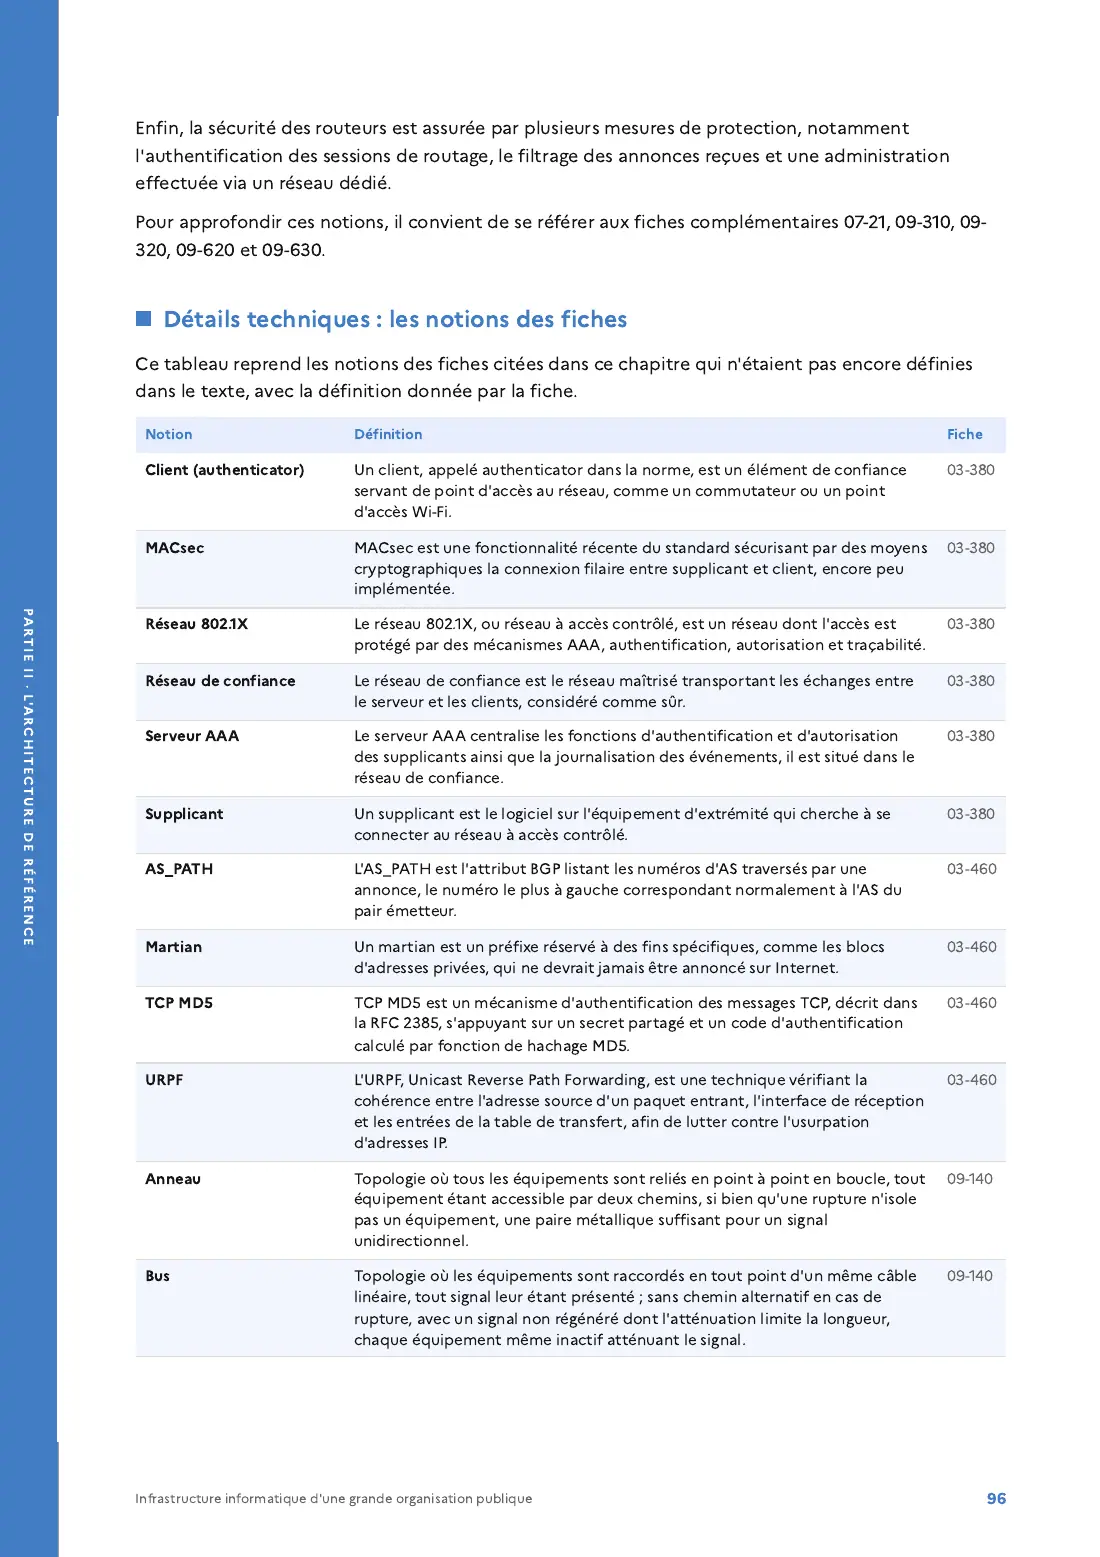 Enfin, la sécurité des routeurs est assurée par plusieurs mesures de protection, notamment
l'authentification des sessions de routage, le filtrage des annonces reçues et une administration
effectuée via un réseau dédié.
Pour approfondir ces notions, il convient de se référer aux fiches complémentaires 07-21, 09-310, 09-
320, 09-620 et 09-630.
Détails techniques : les notions des fiches
Ce tableau reprend les notions des fiches citées dans ce chapitre qui n'étaient pas encore définies
dans le texte, avec la définition donnée par la fiche.
Notion Définition Fiche
Client (authenticator) Un client, appelé authenticator dans la norme, est un élément de confiance 03-380
servant de point d'accès au réseau, comme un commutateur ou un point
d'accès Wi-Fi.
MACsec MACsec est une fonctionnalité récente du standard sécurisant par des moyens 03-380
cryptographiques la connexion filaire entre supplicant et client, encore peu
implémentée.
Réseau 802.1X Le réseau 802.1X, ou réseau à accès contrôlé, est un réseau dont l'accès est 03-380
protégé par des mécanismes AAA, authentification, autorisation et traçabilité.
Réseau de confiance Le réseau de confiance est le réseau maîtrisé transportant les échanges entre 03-380
le serveur et les clients, considéré comme sûr.
Serveur AAA Le serveur AAA centralise les fonctions d'authentification et d'autorisation 03-380
des supplicants ainsi que la journalisation des événements, il est situé dans le
réseau de confiance.
Supplicant Un supplicant est le logiciel sur l'équipement d'extrémité qui cherche à se 03-380
connecter au réseau à accès contrôlé.
AS_PATH L'AS_PATH est l'attribut BGP listant les numéros d'AS traversés par une 03-460
annonce, le numéro le plus à gauche correspondant normalement à l'AS du
pair émetteur.
Martian Un martian est un préfixe réservé à des fins spécifiques, comme les blocs 03-460
d'adresses privées, qui ne devrait jamais être annoncé sur Internet.
TCP MD5 TCP MD5 est un mécanisme d'authentification des messages TCP, décrit dans 03-460
la RFC 2385, s'appuyant sur un secret partagé et un code d'authentification
calculé par fonction de hachage MD5.
URPF L'URPF, Unicast Reverse Path Forwarding, est une technique vérifiant la 03-460
cohérence entre l'adresse source d'un paquet entrant, l'interface de réception
et les entrées de la table de transfert, afin de lutter contre l'usurpation
d'adresses IP.
Anneau Topologie où tous les équipements sont reliés en point à point en boucle, tout 09-140
équipement étant accessible par deux chemins, si bien qu'une rupture n'isole
pas un équipement, une paire métallique suffisant pour un signal
unidirectionnel.
Bus Topologie où les équipements sont raccordés en tout point d'un même câble 09-140
linéaire, tout signal leur étant présenté ; sans chemin alternatif en cas de
rupture, avec un signal non régénéré dont l'atténuation limite la longueur,
chaque équipement même inactif atténuant le signal.
PARTIE II · L'ARCHITECTURE DE RÉFÉRENCE
Infrastructure informatique d'une grande organisation publique 96